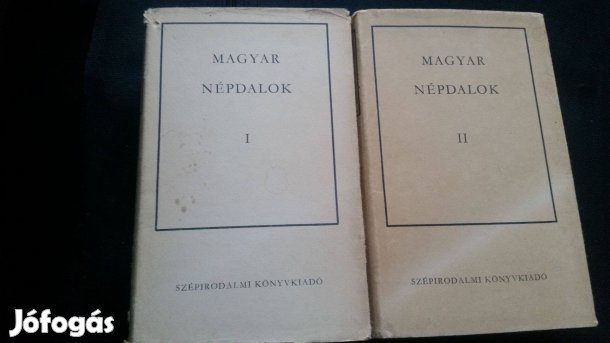 MAGYAR
NÉPDALOK
I
SZÉPIRODALMI KÖNYVKIADÓ
MAGYAR
NÉPDALOK
II
SZÉPIRODALMI KÖNYVKIADÓ
Jófogás